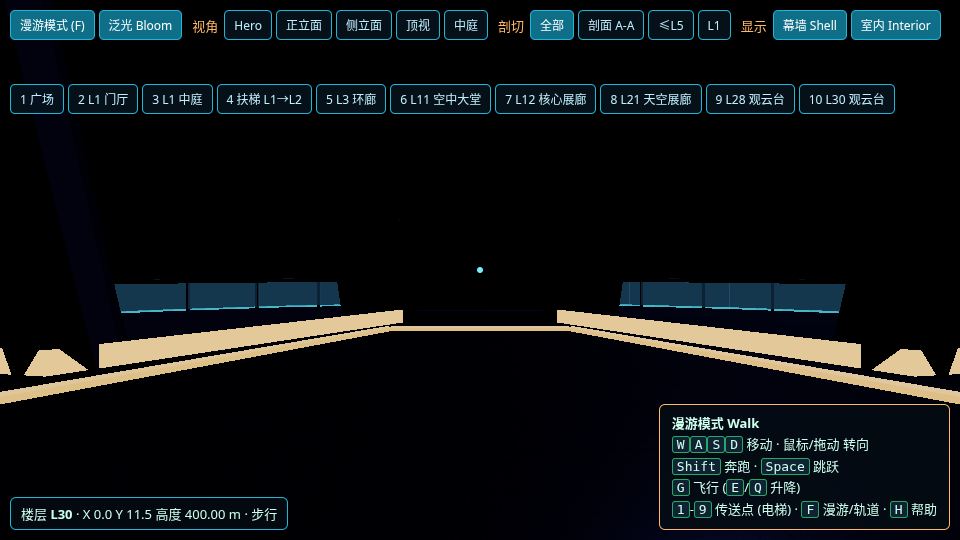 漫游模式 (F) 泛光 Bloom 视角 Hero 正立面 侧立面 顶视 中庭 剖切 全部 剖面 A-A ≤L5 L1 显示 幕墙 Shell 室内 Interior
1 广场 2 L1 门厅 3 L1 中庭 4 扶梯 L1→L2 5 L3 环廊 6 L11 空中大堂 7 L12 核心展廊 8 L21 天空展廊 9 L28 观云台 10 L30 观云台
漫游模式 Walk
W A S D 移动 · 鼠标/拖动 转向
Shift 奔跑 · Space 跳跃
G 飞行 (E/Q 升降)
1-9 传送点 (电梯) · F 漫游/轨道 · H 帮助
楼层 L30 · X 0.0 Y 11.5 高度 400.00 m · 步行